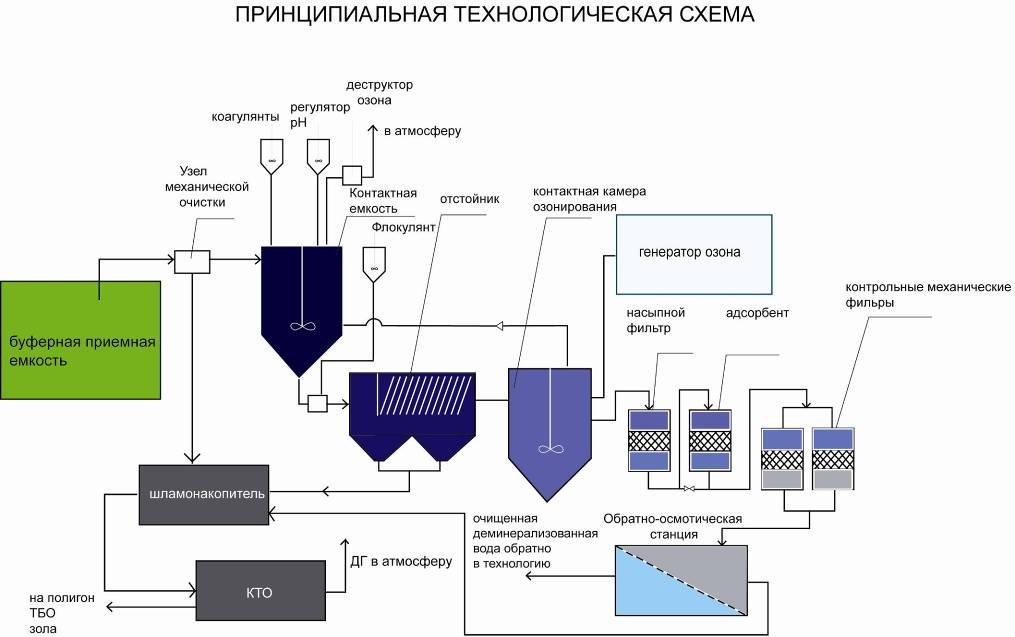 ПРИНЦИПИАЛЬНАЯ ТЕХНОЛОГИЧЕСКАЯ СХЕМА
деструктор
озона
коагулянты
регулятор
pH
в атмосферу
Узел
механической
очистки
Контактная
емкость
Флокулянт
отстойник
контактная камера
озонирования
генератор озона
контрольные механические
фильры
насыпной
фильтр
адсорбент
буферная приемная
емкость
шламонакопитель
очищенная
деминерализованная
вода обратно
в технологию
Обратно-осмотическая
станция
ДГ в атмосферу
КТО
на полигон
ТБО
зола